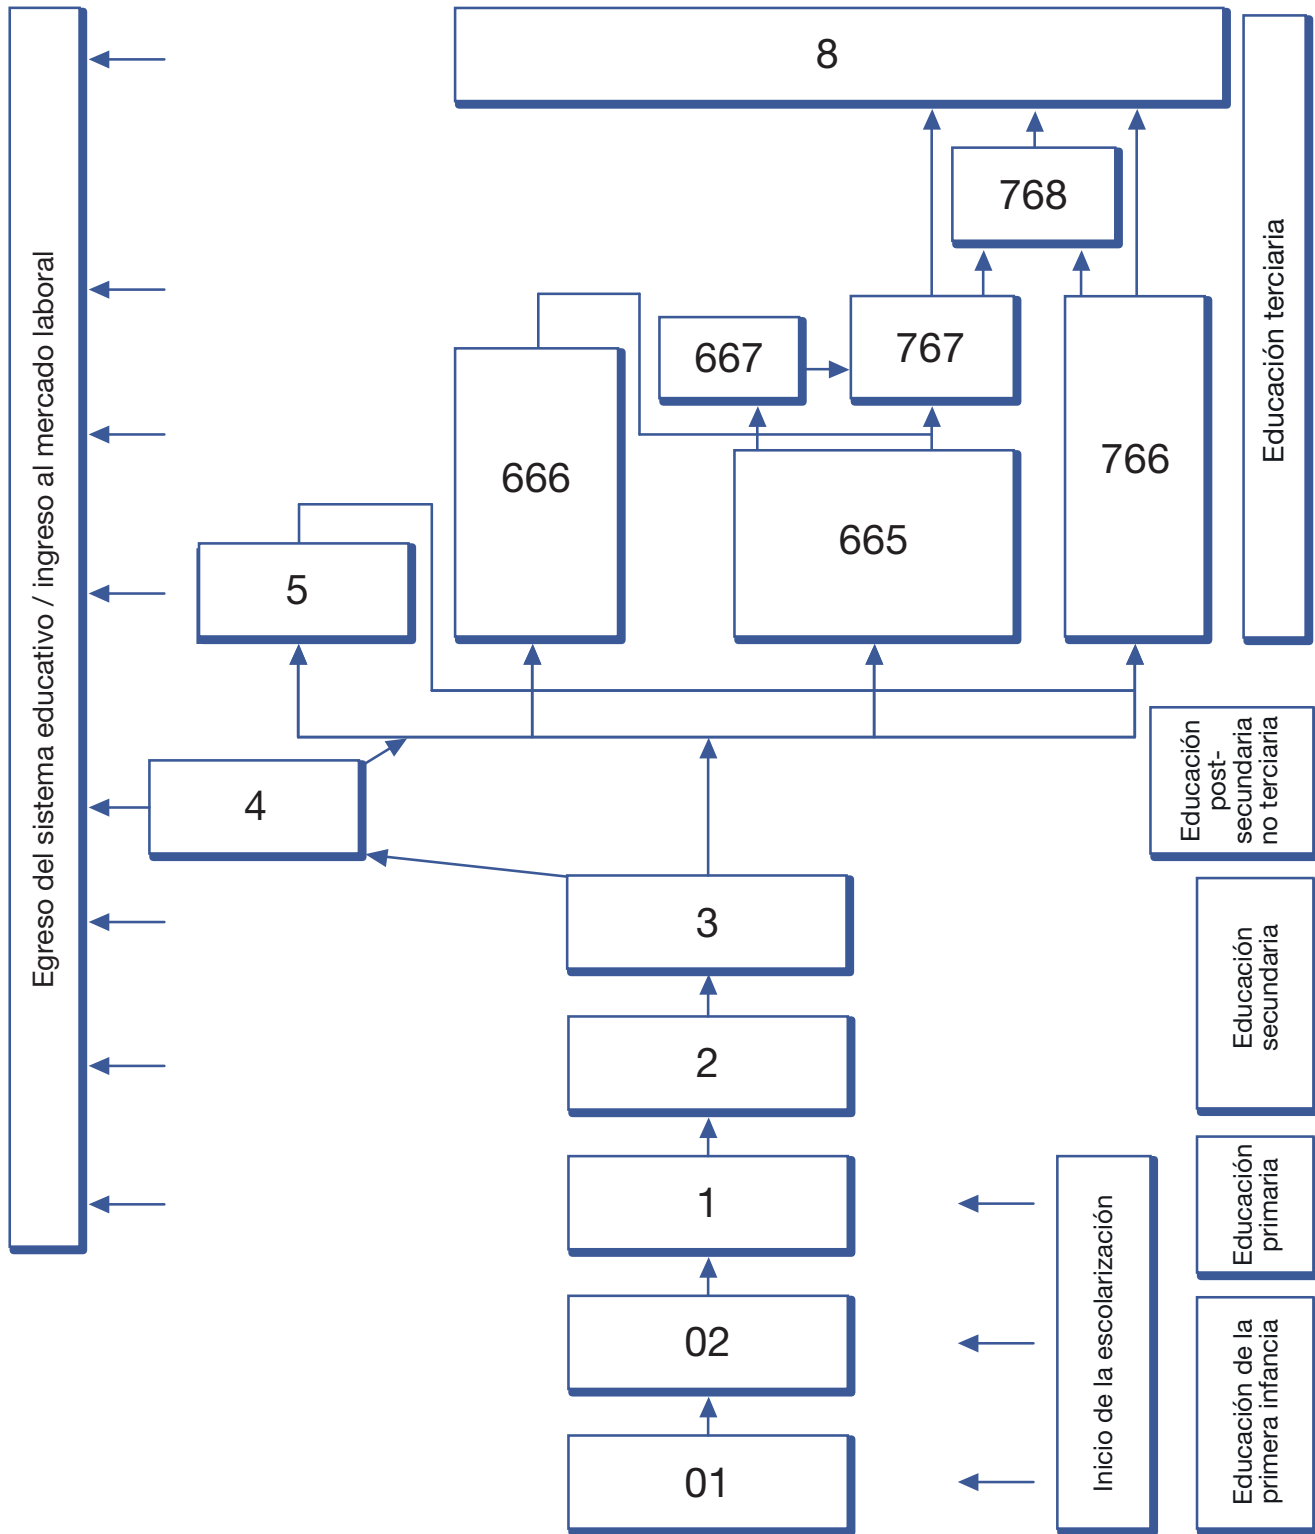 8
768
667
767
666
665
766
5
4
3
2
1
02
01
Egreso del sistema educativo / ingreso al mercado laboral
Inicio de la escolarización
Educación terciaria
Educación
post-
secundaria
no terciaria
Educación
secundaria
Educación
primaria
Educación de la
primera infancia